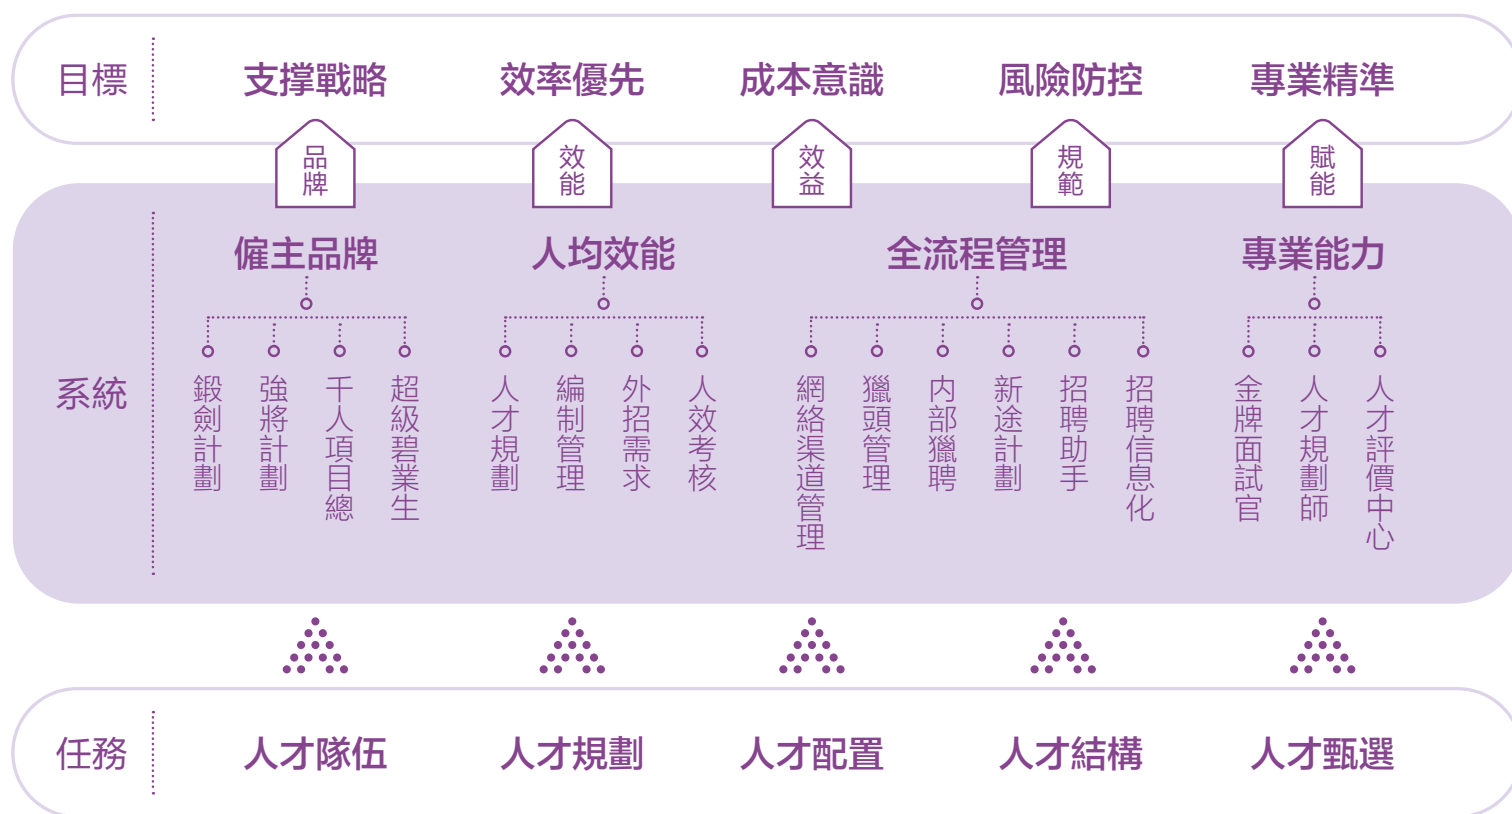 目標
支撐戰略
效率優先
成本意識
風險防控
專業精準
品牌
效能
效益
規範
賦能
系統
僱主品牌
人均效能
全流程管理
專業能力
鍛劍計劃
強將計劃
千人項目總
超級碧業生
人才規劃
編制管理
外招需求
人效考核
網絡渠道管理
獵頭管理
内部獵聘
新途計劃
招聘助手
招聘信息化
金牌面試官
人才規劃師
人才評價中心
任務
人才隊伍
人才規劃
人才配置
人才結構
人才甄選